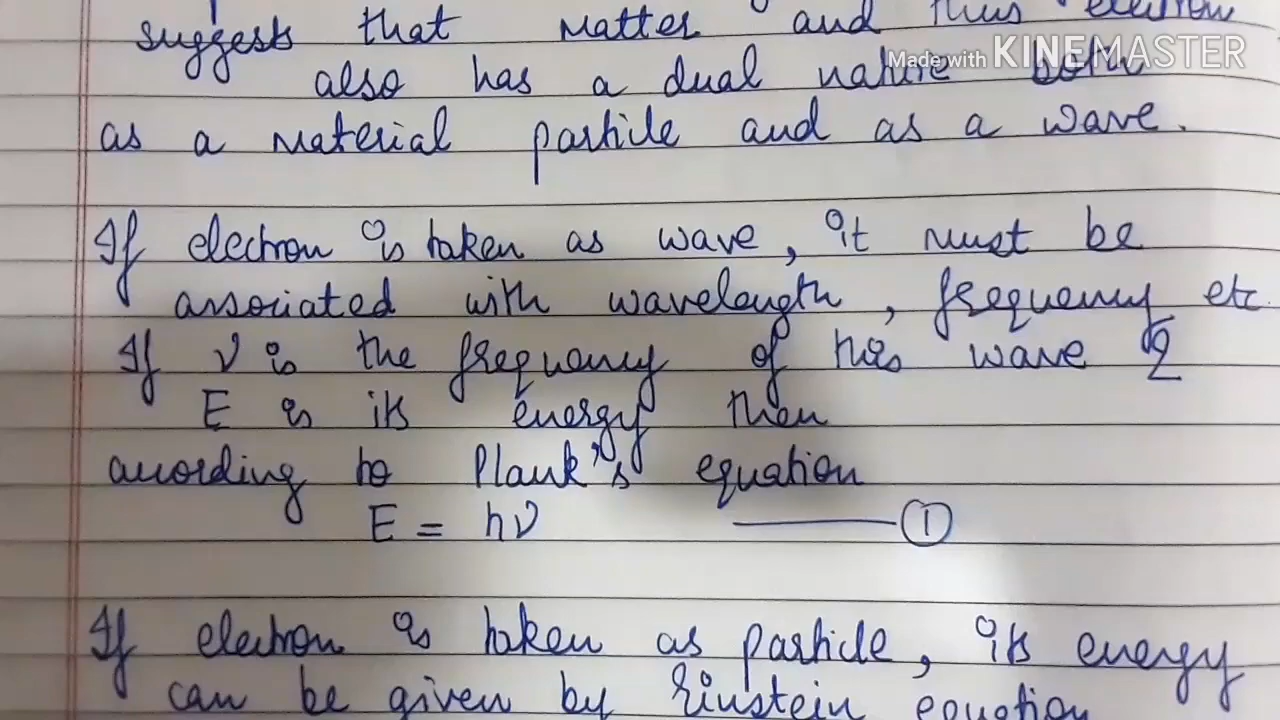 suggests that matter and thus electron
Made with KINEMASTER
also has a dual nature both
as a material particle and as a wave.
If electron is taken as wave, it must be
associated with wavelength, frequency etc.
If ν is the frequency of this wave &
E is its energy then
according to Plank's equation
E = hν ——— ①
If electron is taken as particle, its energy
can be given by Einstein equation